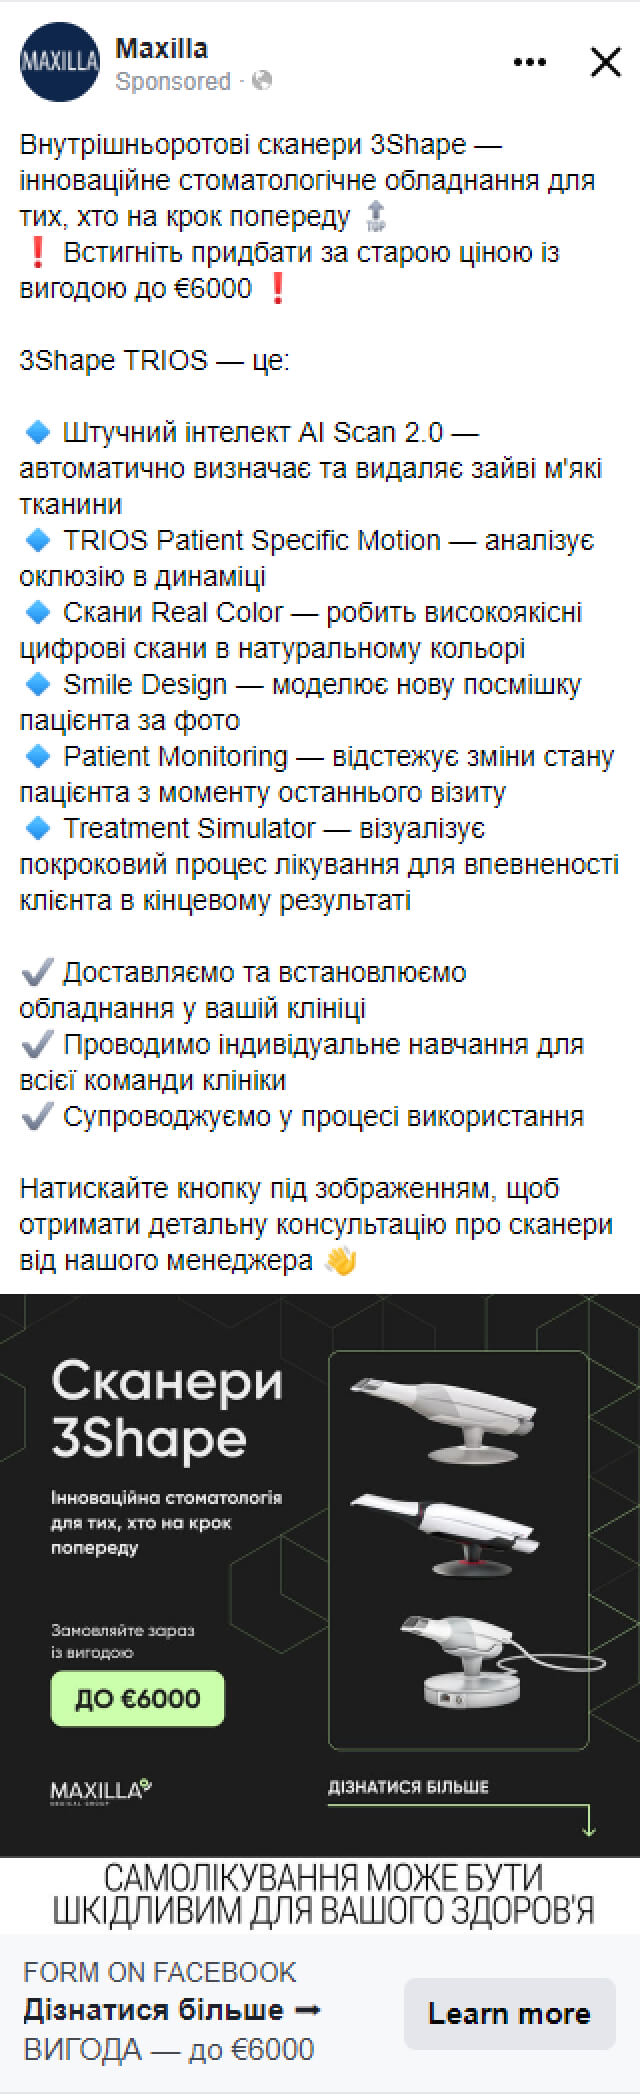 MAXILLA
Maxilla
Sponsored ·
Внутрішньоротові сканери 3Shape —
інноваційне стоматологічне обладнання для
тих, хто на крок попереду 🔝
❗ Встигніть придбати за старою ціною із
вигодою до €6000 ❗
3Shape TRIOS — це:
🔹 Штучний інтелект AI Scan 2.0 —
автоматично визначає та видаляє зайві м'які
тканини
🔹 TRIOS Patient Specific Motion — аналізує
оклюзію в динаміці
🔹 Скани Real Color — робить високоякісні
цифрові скани в натуральному кольорі
🔹 Smile Design — моделює нову посмішку
пацієнта за фото
🔹 Patient Monitoring — відстежує зміни стану
пацієнта з моменту останнього візиту
🔹 Treatment Simulator — візуалізує
покроковий процес лікування для впевненості
клієнта в кінцевому результаті
✔️ Доставляємо та встановлюємо
обладнання у вашій клініці
✔️ Проводимо індивідуальне навчання для
всієї команди клініки
✔️ Супроводжуємо у процесі використання
Натискайте кнопку під зображенням, щоб
отримати детальну консультацію про сканери
від нашого менеджера 👋
Сканери
3Shape
Інноваційна стоматологія
для тих, хто на крок
попереду
Замовляйте зараз
із вигодою
ДО €6000
MAXILLA
MEDICAL GROUP
ДІЗНАТИСЯ БІЛЬШЕ
САМОЛІКУВАННЯ МОЖЕ БУТИ
ШКІДЛИВИМ ДЛЯ ВАШОГО ЗДОРОВ'Я
FORM ON FACEBOOK
Дізнатися більше ➞
ВИГОДА — до €6000
Learn more